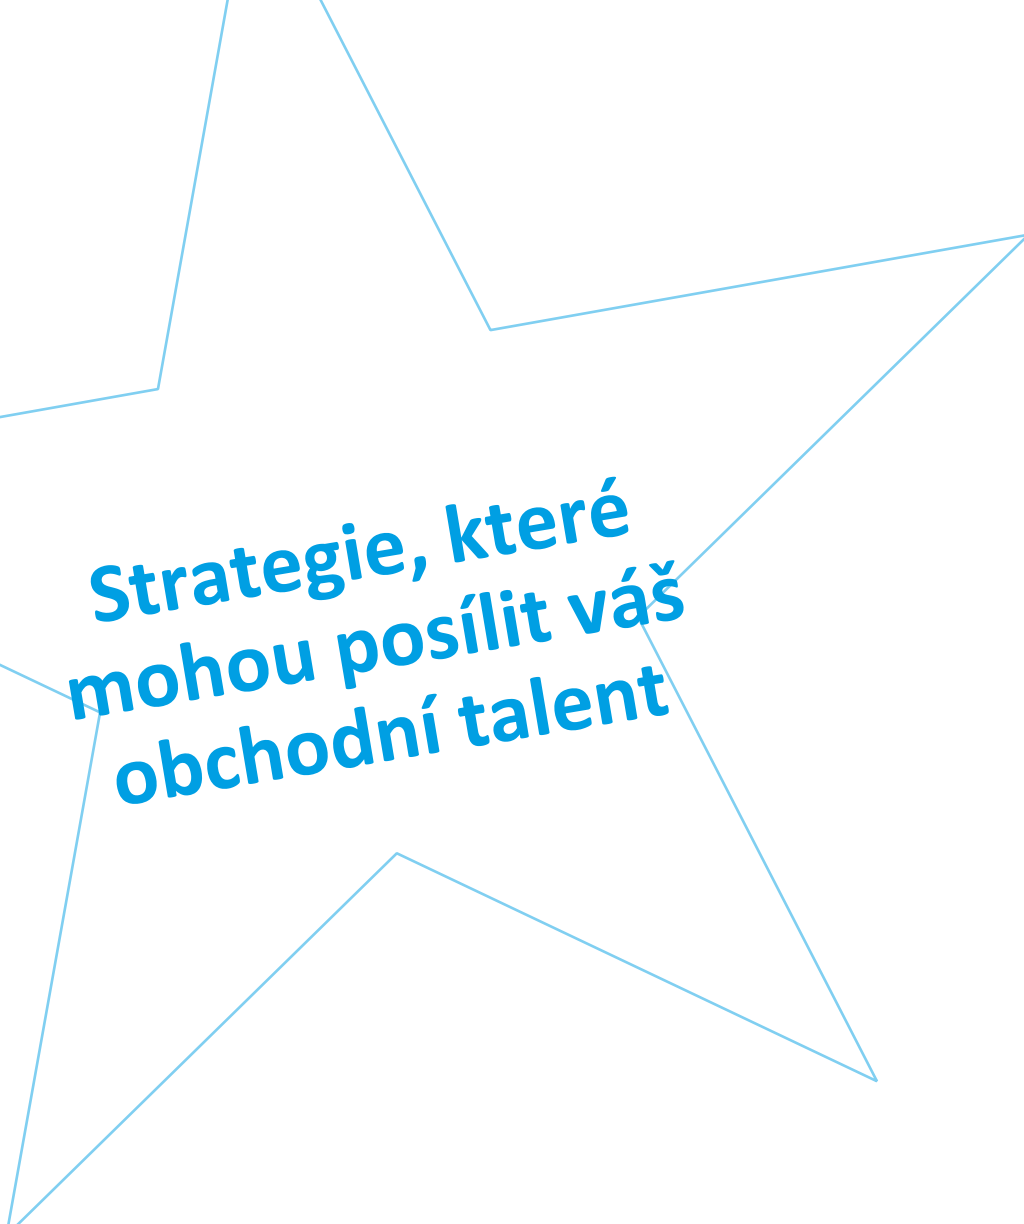 Strategie, které
mohou posílit váš
obchodní talent